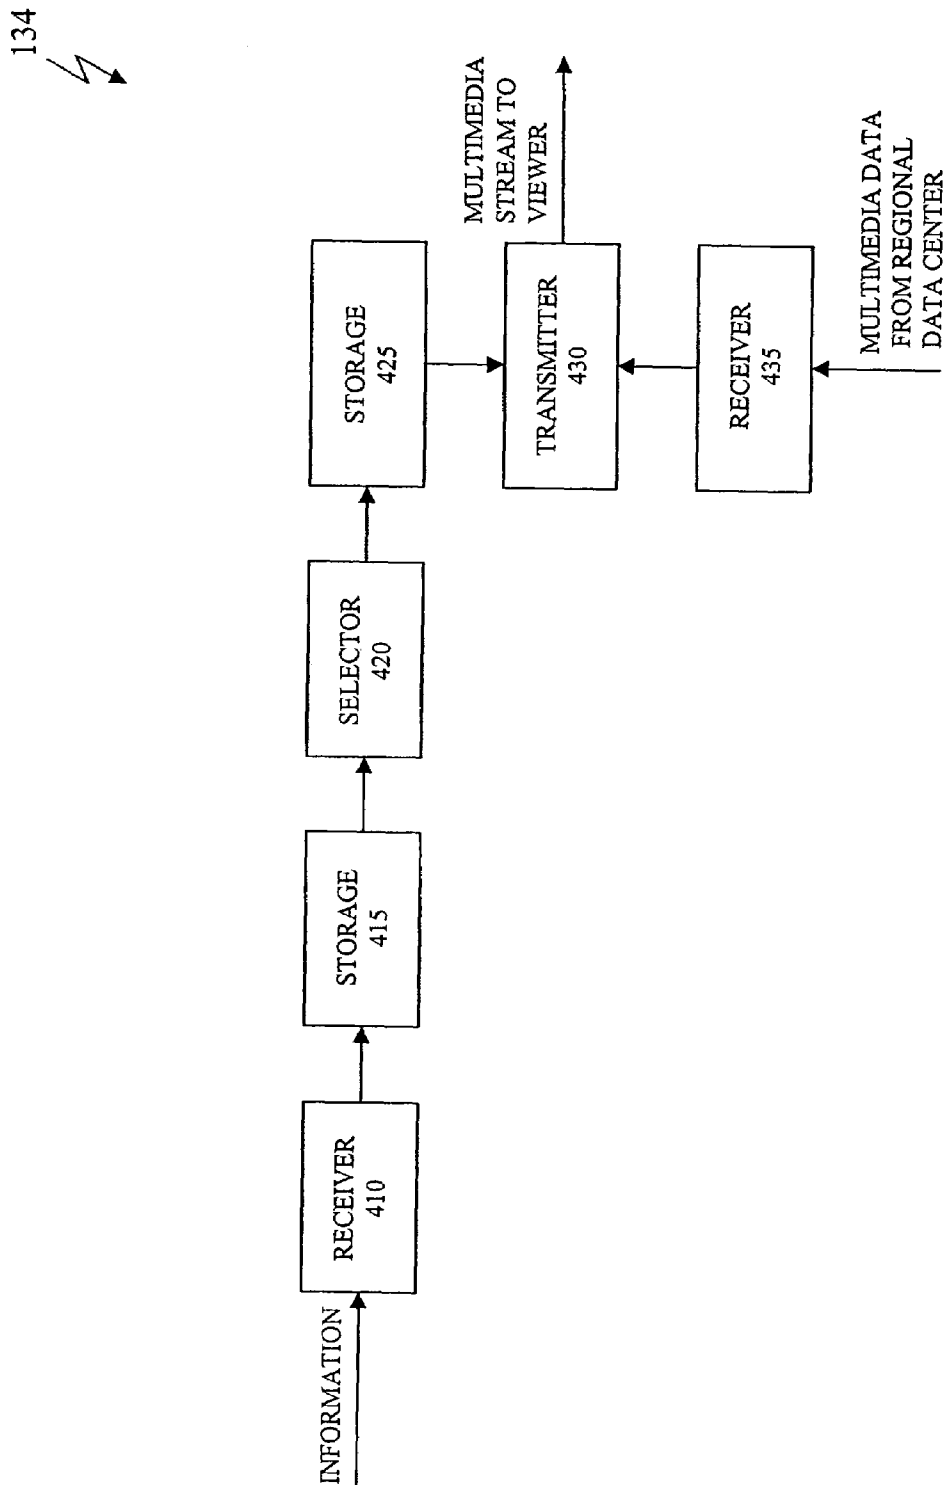 134
INFORMATION
RECEIVER
410
STORAGE
415
SELECTOR
420
STORAGE
425
TRANSMITTER
430
MULTIMEDIA
STREAM TO
VIEWER
RECEIVER
435
MULTIMEDIA DATA
FROM REGIONAL
DATA CENTER